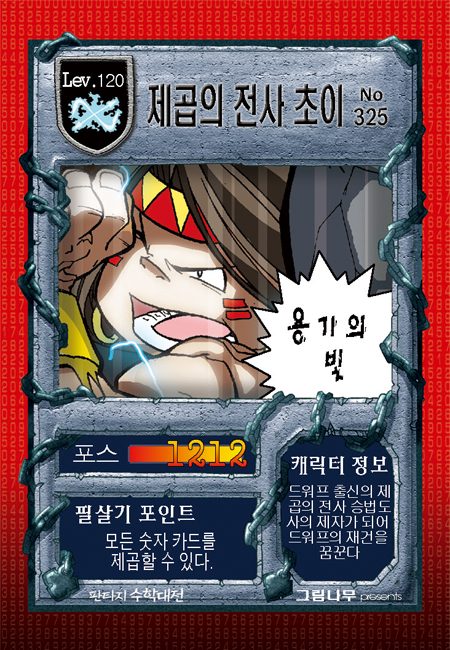 Lev.120
제곱의 전사 초이
No
325
용기의
빛
포스 1212
필살기 포인트
모든 숫자 카드를
제곱할 수 있다.
캐릭터 정보
드워프 출신의 제
곱의 전사 승법도
사의 제자가 되어
드워프의 재건을
꿈꾼다
판타지 수학대전
그림나무 presents